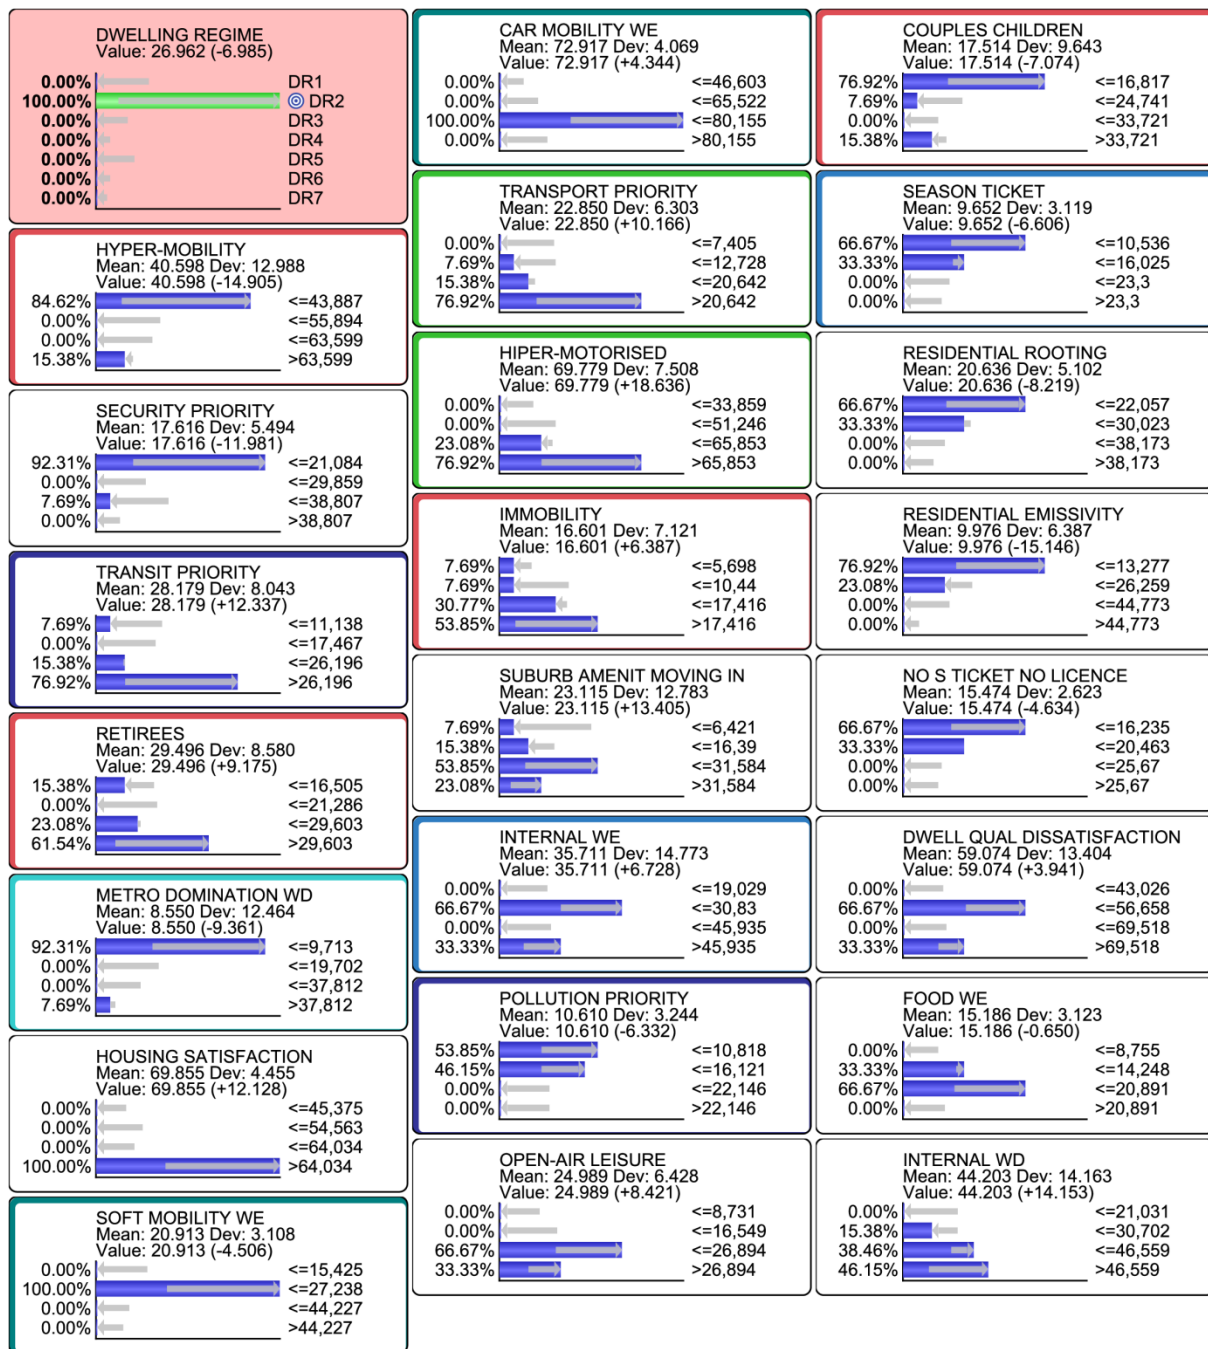 DWELLING REGIME
Value: 26.962 (-6.985)
0.00% DR1
100.00% DR2
0.00% DR3
0.00% DR4
0.00% DR5
0.00% DR6
0.00% DR7
HYPER-MOBILITY
Mean: 40.598 Dev: 12.988
Value: 40.598 (-14.905)
84.62% <=43,887
0.00% <=55,894
0.00% <=63,599
15.38% >63,599
SECURITY PRIORITY
Mean: 17.616 Dev: 5.494
Value: 17.616 (-11.981)
92.31% <=21,084
0.00% <=29,859
7.69% <=38,807
0.00% >38,807
TRANSIT PRIORITY
Mean: 28.179 Dev: 8.043
Value: 28.179 (+12.337)
7.69% <=11,138
0.00% <=17,467
15.38% <=26,196
76.92% >26,196
RETIREES
Mean: 29.496 Dev: 8.580
Value: 29.496 (+9.175)
15.38% <=16,505
0.00% <=21,286
23.08% <=29,603
61.54% >29,603
METRO DOMINATION WD
Mean: 8.550 Dev: 12.464
Value: 8.550 (-9.361)
92.31% <=9,713
0.00% <=19,702
0.00% <=37,812
7.69% >37,812
HOUSING SATISFACTION
Mean: 69.855 Dev: 4.455
Value: 69.855 (+12.128)
0.00% <=45,375
0.00% <=54,563
0.00% <=64,034
100.00% >64,034
SOFT MOBILITY WE
Mean: 20.913 Dev: 3.108
Value: 20.913 (-4.506)
0.00% <=15,425
100.00% <=27,238
0.00% <=44,227
0.00% >44,227
CAR MOBILITY WE
Mean: 72.917 Dev: 4.069
Value: 72.917 (+4.344)
0.00% <=46,603
0.00% <=65,522
100.00% <=80,155
0.00% >80,155
TRANSPORT PRIORITY
Mean: 22.850 Dev: 6.303
Value: 22.850 (+10.166)
0.00% <=7,405
7.69% <=12,728
15.38% <=20,642
76.92% >20,642
HIPER-MOTORISED
Mean: 69.779 Dev: 7.508
Value: 69.779 (+18.636)
0.00% <=33,859
0.00% <=51,246
23.08% <=65,853
76.92% >65,853
IMMOBILITY
Mean: 16.601 Dev: 7.121
Value: 16.601 (+6.387)
7.69% <=5,698
7.69% <=10,44
30.77% <=17,416
53.85% >17,416
SUBURB AMENIT MOVING IN
Mean: 23.115 Dev: 12.783
Value: 23.115 (+13.405)
7.69% <=6,421
15.38% <=16,39
53.85% <=31,584
23.08% >31,584
INTERNAL WE
Mean: 35.711 Dev: 14.773
Value: 35.711 (+6.728)
0.00% <=19,029
66.67% <=30,83
0.00% <=45,935
33.33% >45,935
POLLUTION PRIORITY
Mean: 10.610 Dev: 3.244
Value: 10.610 (-6.332)
53.85% <=10,818
46.15% <=16,121
0.00% <=22,146
0.00% >22,146
OPEN-AIR LEISURE
Mean: 24.989 Dev: 6.428
Value: 24.989 (+8.421)
0.00% <=8,731
0.00% <=16,549
66.67% <=26,894
33.33% >26,894
COUPLES CHILDREN
Mean: 17.514 Dev: 9.643
Value: 17.514 (-7.074)
76.92% <=16,817
7.69% <=24,741
0.00% <=33,721
15.38% >33,721
SEASON TICKET
Mean: 9.652 Dev: 3.119
Value: 9.652 (-6.606)
66.67% <=10,536
33.33% <=16,025
0.00% <=23,3
0.00% >23,3
RESIDENTIAL ROOTING
Mean: 20.636 Dev: 5.102
Value: 20.636 (-8.219)
66.67% <=22,057
33.33% <=30,023
0.00% <=38,173
0.00% >38,173
RESIDENTIAL EMISSIVITY
Mean: 9.976 Dev: 6.387
Value: 9.976 (-15.146)
76.92% <=13,277
23.08% <=26,259
0.00% <=44,773
0.00% >44,773
NO S TICKET NO LICENCE
Mean: 15.474 Dev: 2.623
Value: 15.474 (-4.634)
66.67% <=16,235
33.33% <=20,463
0.00% <=25,67
0.00% >25,67
DWELL QUAL DISSATISFACTION
Mean: 59.074 Dev: 13.404
Value: 59.074 (+3.941)
0.00% <=43,026
66.67% <=56,658
0.00% <=69,518
33.33% >69,518
FOOD WE
Mean: 15.186 Dev: 3.123
Value: 15.186 (-0.650)
0.00% <=8,755
33.33% <=14,248
66.67% <=20,891
0.00% >20,891
INTERNAL WD
Mean: 44.203 Dev: 14.163
Value: 44.203 (+14.153)
0.00% <=21,031
15.38% <=30,702
38.46% <=46,559
46.15% >46,559